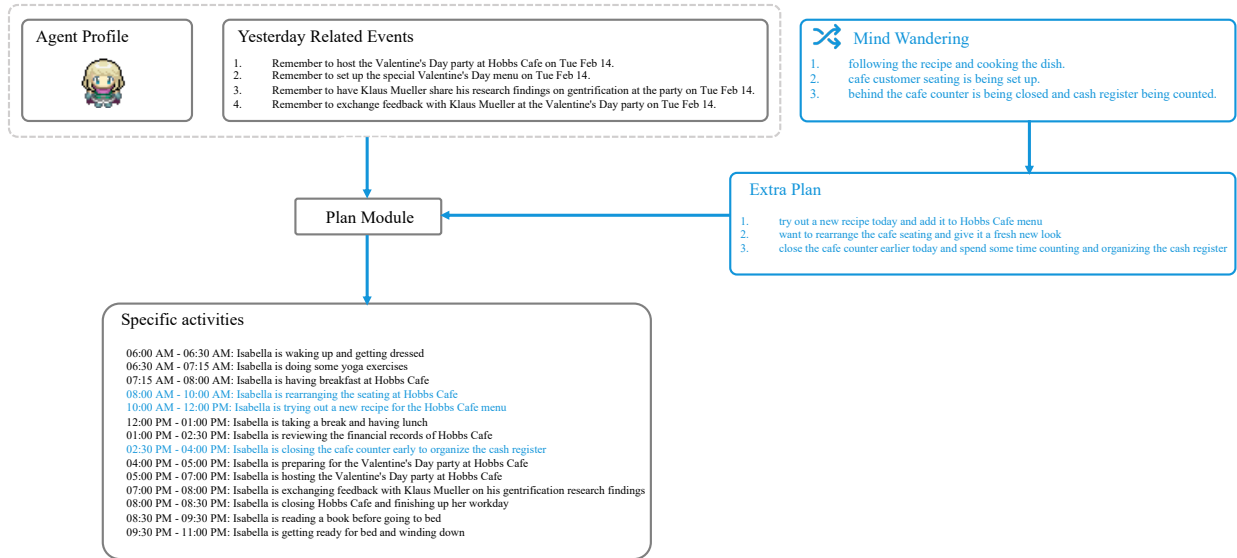 Agent Profile
Yesterday Related Events
1. Remember to host the Valentine's Day party at Hobbs Cafe on Tue Feb 14.
2. Remember to set up the special Valentine's Day menu on Tue Feb 14.
3. Remember to have Klaus Mueller share his research findings on gentrification at the party on Tue Feb 14.
4. Remember to exchange feedback with Klaus Mueller at the Valentine's Day party on Tue Feb 14.
Mind Wandering
1. following the recipe and cooking the dish.
2. cafe customer seating is being set up.
3. behind the cafe counter is being closed and cash register being counted.
Extra Plan
1. try out a new recipe today and add it to Hobbs Cafe menu
2. want to rearrange the cafe seating and give it a fresh new look
3. close the cafe counter earlier today and spend some time counting and organizing the cash register
Plan Module
Specific activities
06:00 AM - 06:30 AM: Isabella is waking up and getting dressed
06:30 AM - 07:15 AM: Isabella is doing some yoga exercises
07:15 AM - 08:00 AM: Isabella is having breakfast at Hobbs Cafe
08:00 AM - 10:00 AM: Isabella is rearranging the seating at Hobbs Cafe
10:00 AM - 12:00 PM: Isabella is trying out a new recipe for the Hobbs Cafe menu
12:00 PM - 01:00 PM: Isabella is taking a break and having lunch
01:00 PM - 02:30 PM: Isabella is reviewing the financial records of Hobbs Cafe
02:30 PM - 04:00 PM: Isabella is closing the cafe counter early to organize the cash register
04:00 PM - 05:00 PM: Isabella is preparing for the Valentine's Day party at Hobbs Cafe
05:00 PM - 07:00 PM: Isabella is hosting the Valentine's Day party at Hobbs Cafe
07:00 PM - 08:00 PM: Isabella is exchanging feedback with Klaus Mueller on his gentrification research findings
08:00 PM - 08:30 PM: Isabella is closing Hobbs Cafe and finishing up her workday
08:30 PM - 09:30 PM: Isabella is reading a book before going to bed
09:30 PM - 11:00 PM: Isabella is getting ready for bed and winding down